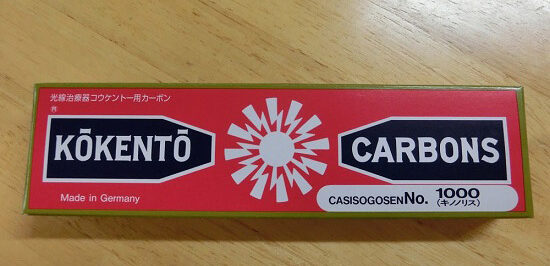 光線治療器コウケントー用カーボン
KŌKENTŌ
CARBONS
Made in Germany
CASISOGOSEN No. 1000
(キノノリス)